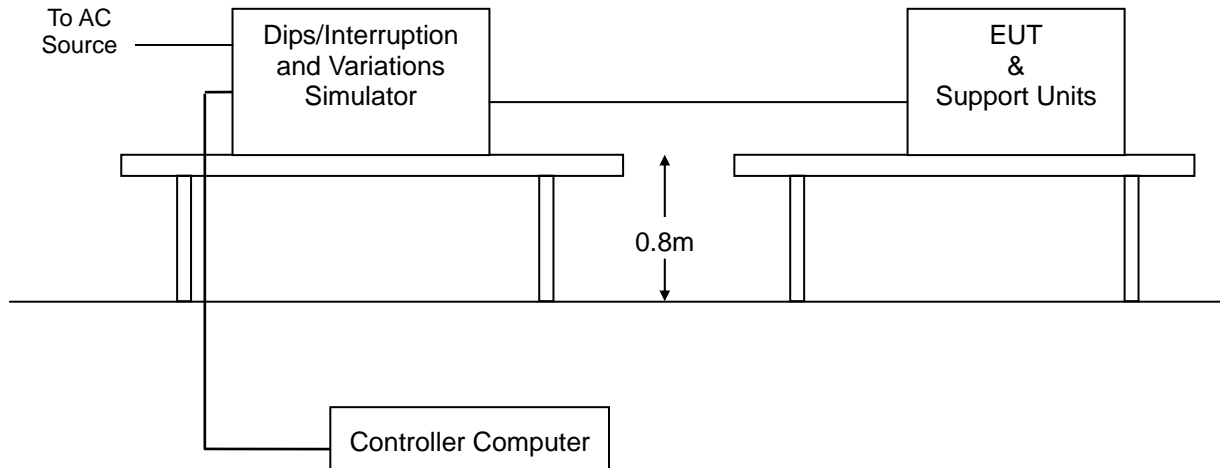 To AC
Source
Dips/Interruption
and Variations
Simulator
EUT
&
Support Units
0.8m
Controller Computer